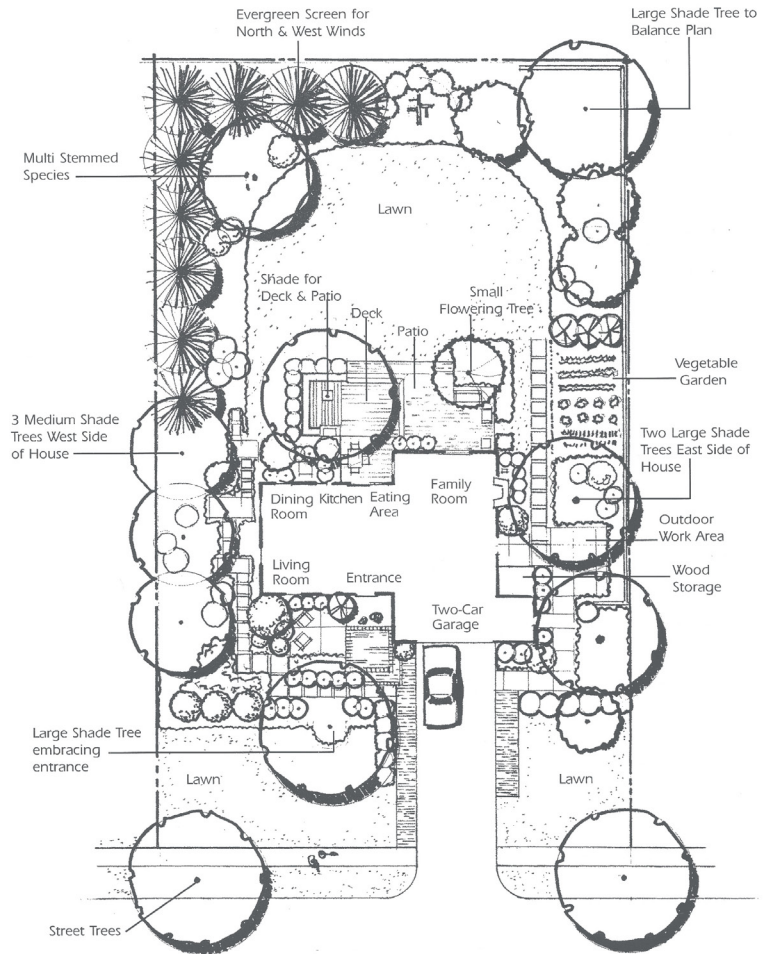 Evergreen Screen for
North & West Winds
Large Shade Tree to
Balance Plan
Multi Stemmed
Species
Lawn
Shade for
Deck & Patio
Deck
Small
Flowering Tree
Patio
Vegetable
Garden
3 Medium Shade
Trees West Side
of House
Two Large Shade
Trees East Side of
House
Dining
Room
Kitchen
Eating
Area
Family
Room
Outdoor
Work Area
Living
Room
Entrance
Wood
Storage
Two-Car
Garage
Large Shade Tree
embracing
entrance
Lawn
Lawn
Street Trees